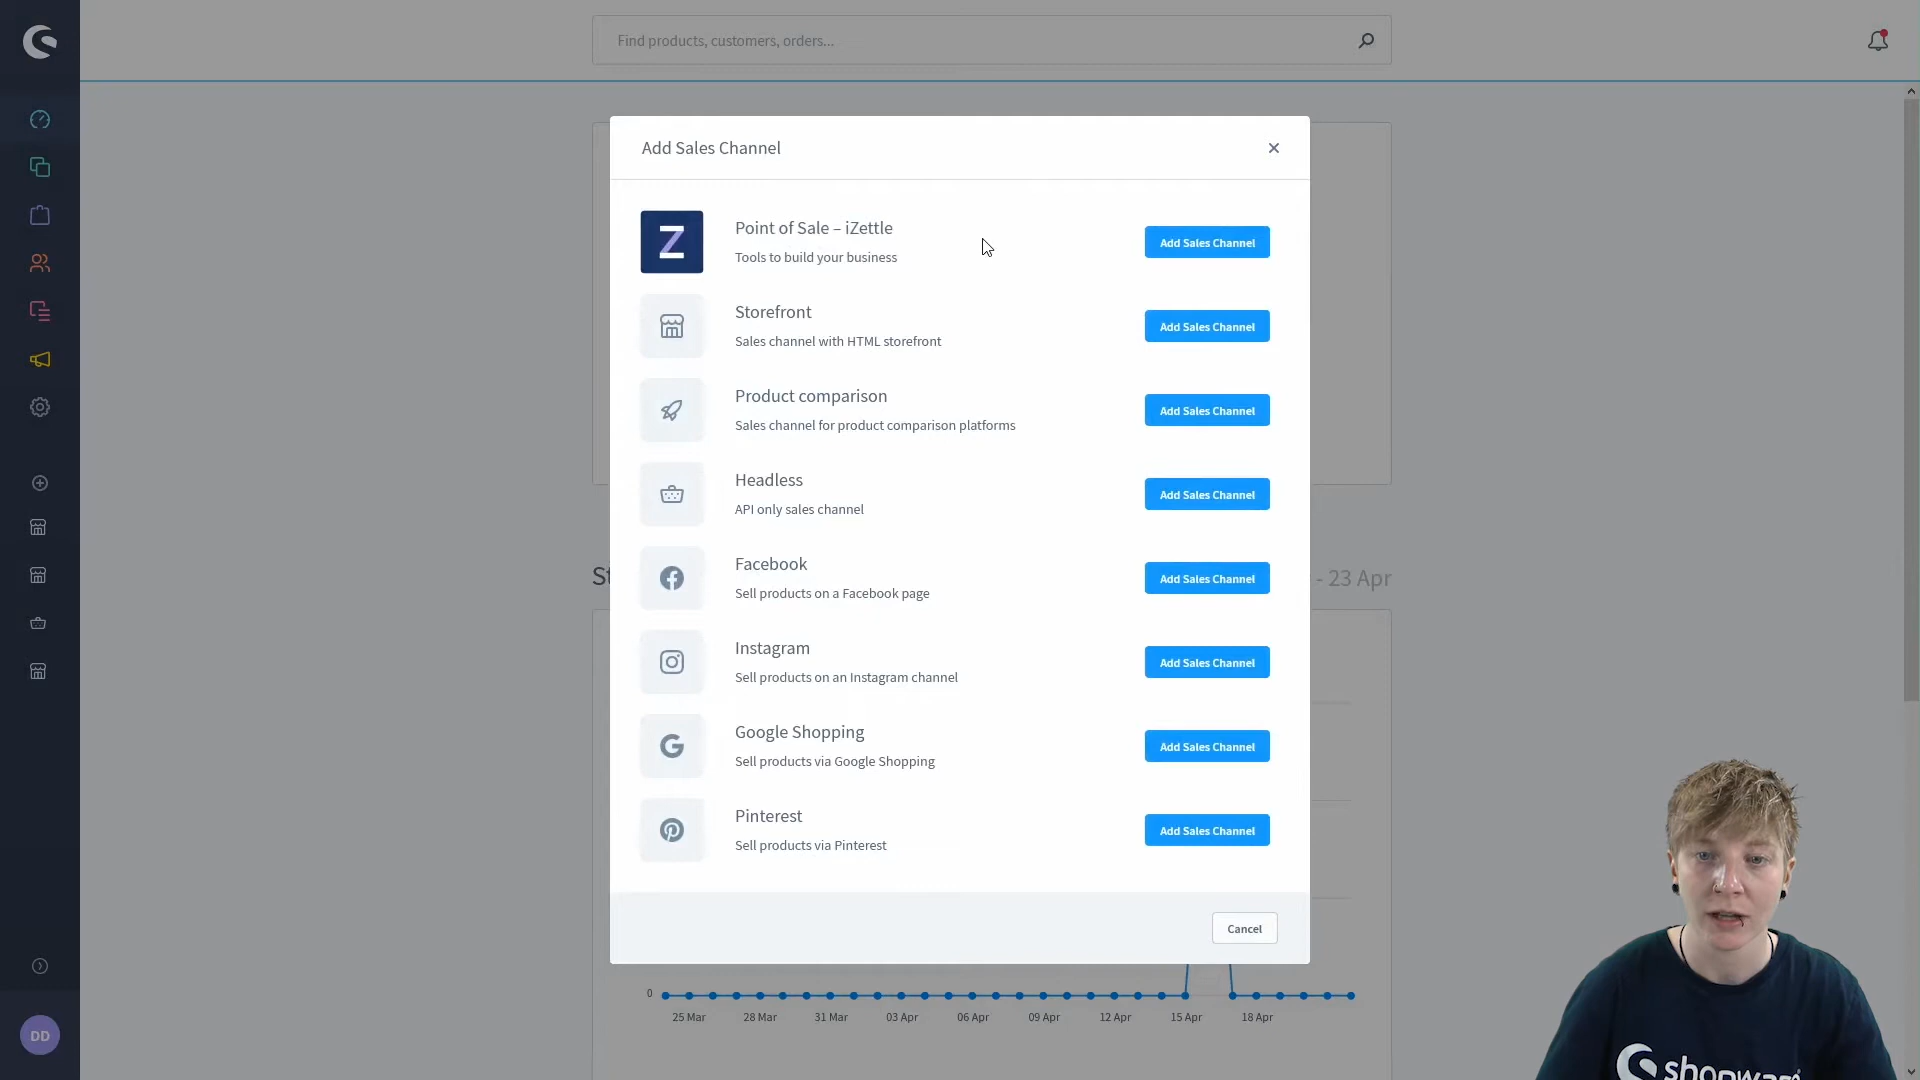 Find products, customers, orders...
Add Sales Channel
Point of Sale – iZettle
Tools to build your business
Add Sales Channel
Storefront
Sales channel with HTML storefront
Add Sales Channel
Product comparison
Sales channel for product comparison platforms
Add Sales Channel
Headless
API only sales channel
Add Sales Channel
Facebook
Sell products on a Facebook page
Add Sales Channel
- 23 Apr
Instagram
Sell products on an Instagram channel
Add Sales Channel
Google Shopping
Sell products via Google Shopping
Add Sales Channel
Pinterest
Sell products via Pinterest
Add Sales Channel
Cancel
0
25 Mar 28 Mar 31 Mar 03 Apr 06 Apr 09 Apr 12 Apr 15 Apr 18 Apr
DD
shopware